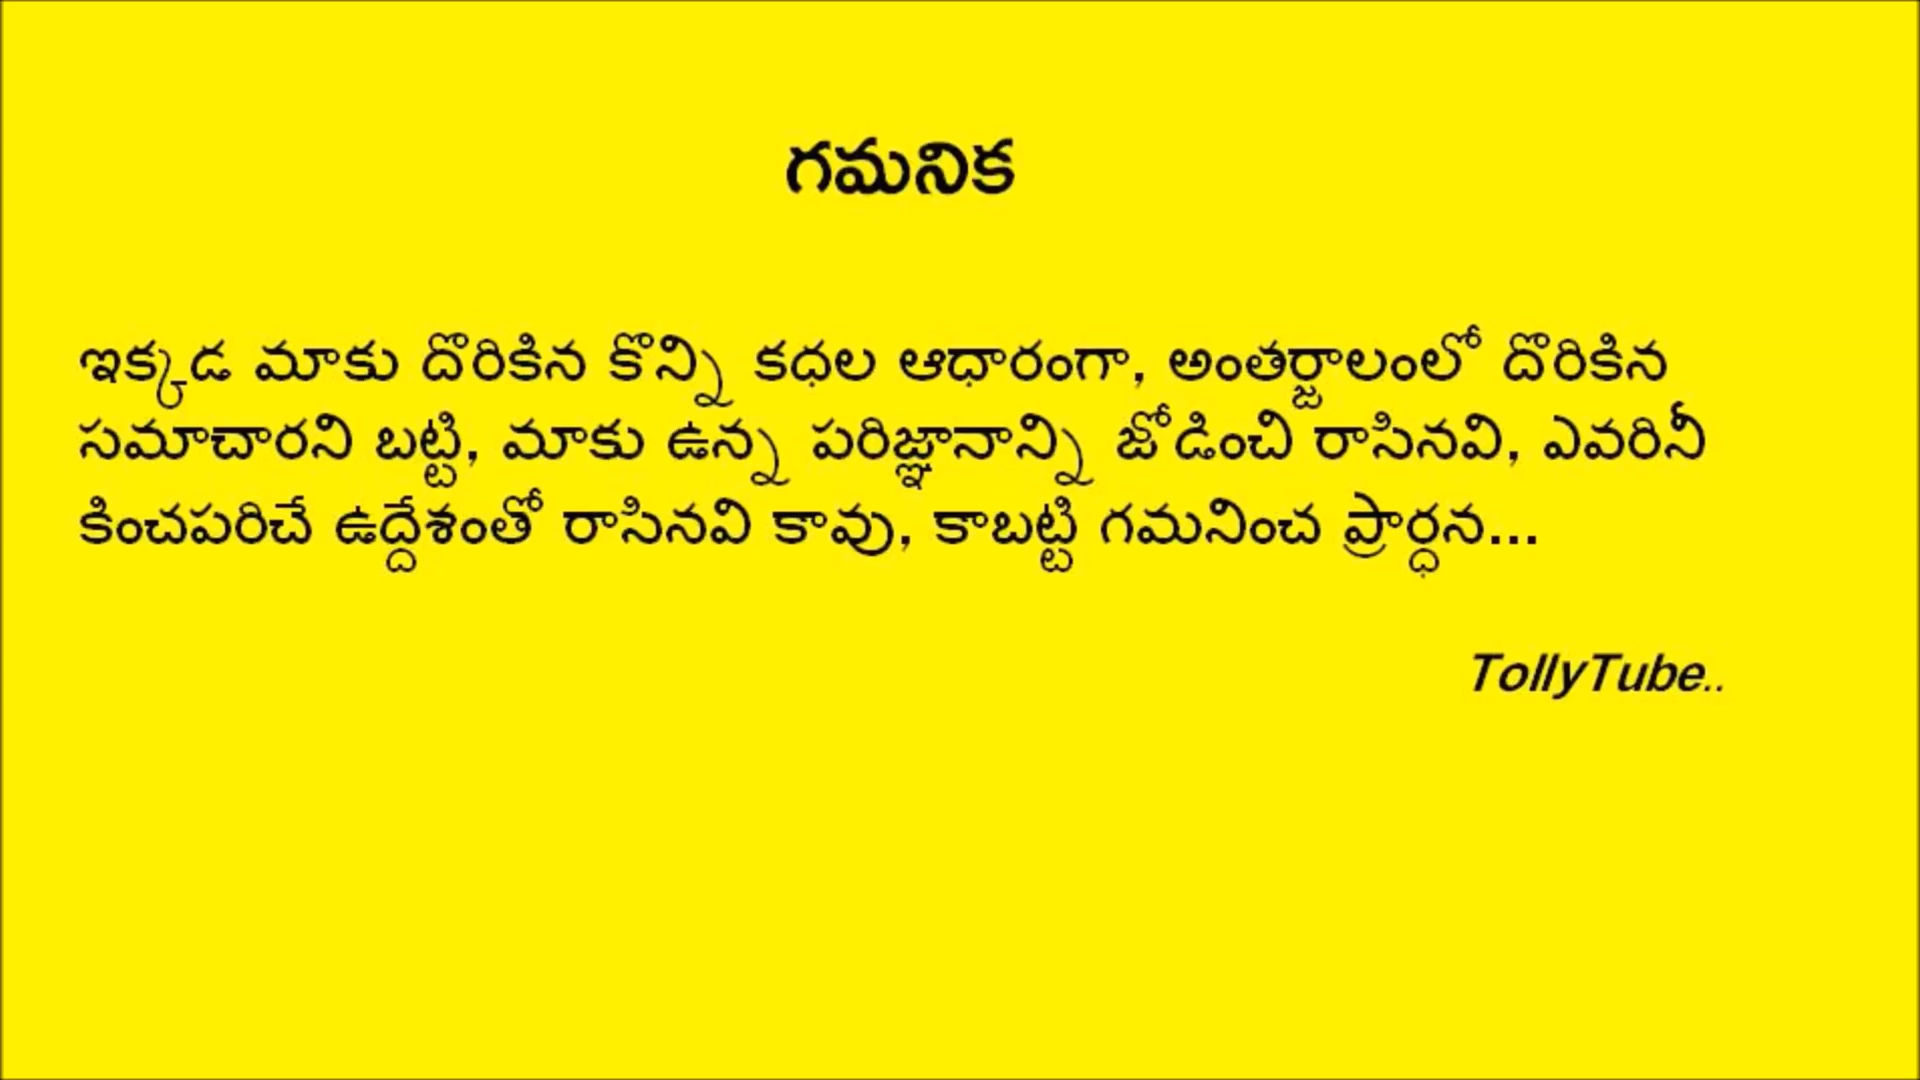 గమనిక
ఇక్కడ మాకు దొరికిన కొన్ని కధల ఆధారంగా, అంతర్జాలంలో దొరికిన
సమాచారని బట్టి, మాకు ఉన్న పరిజ్ఞానాన్ని జోడించి రాసినవి, ఎవరినీ
కించపరిచే ఉద్దేశంతో రాసినవి కావు, కాబట్టి గమనించ ప్రార్ధన...
TollyTube..